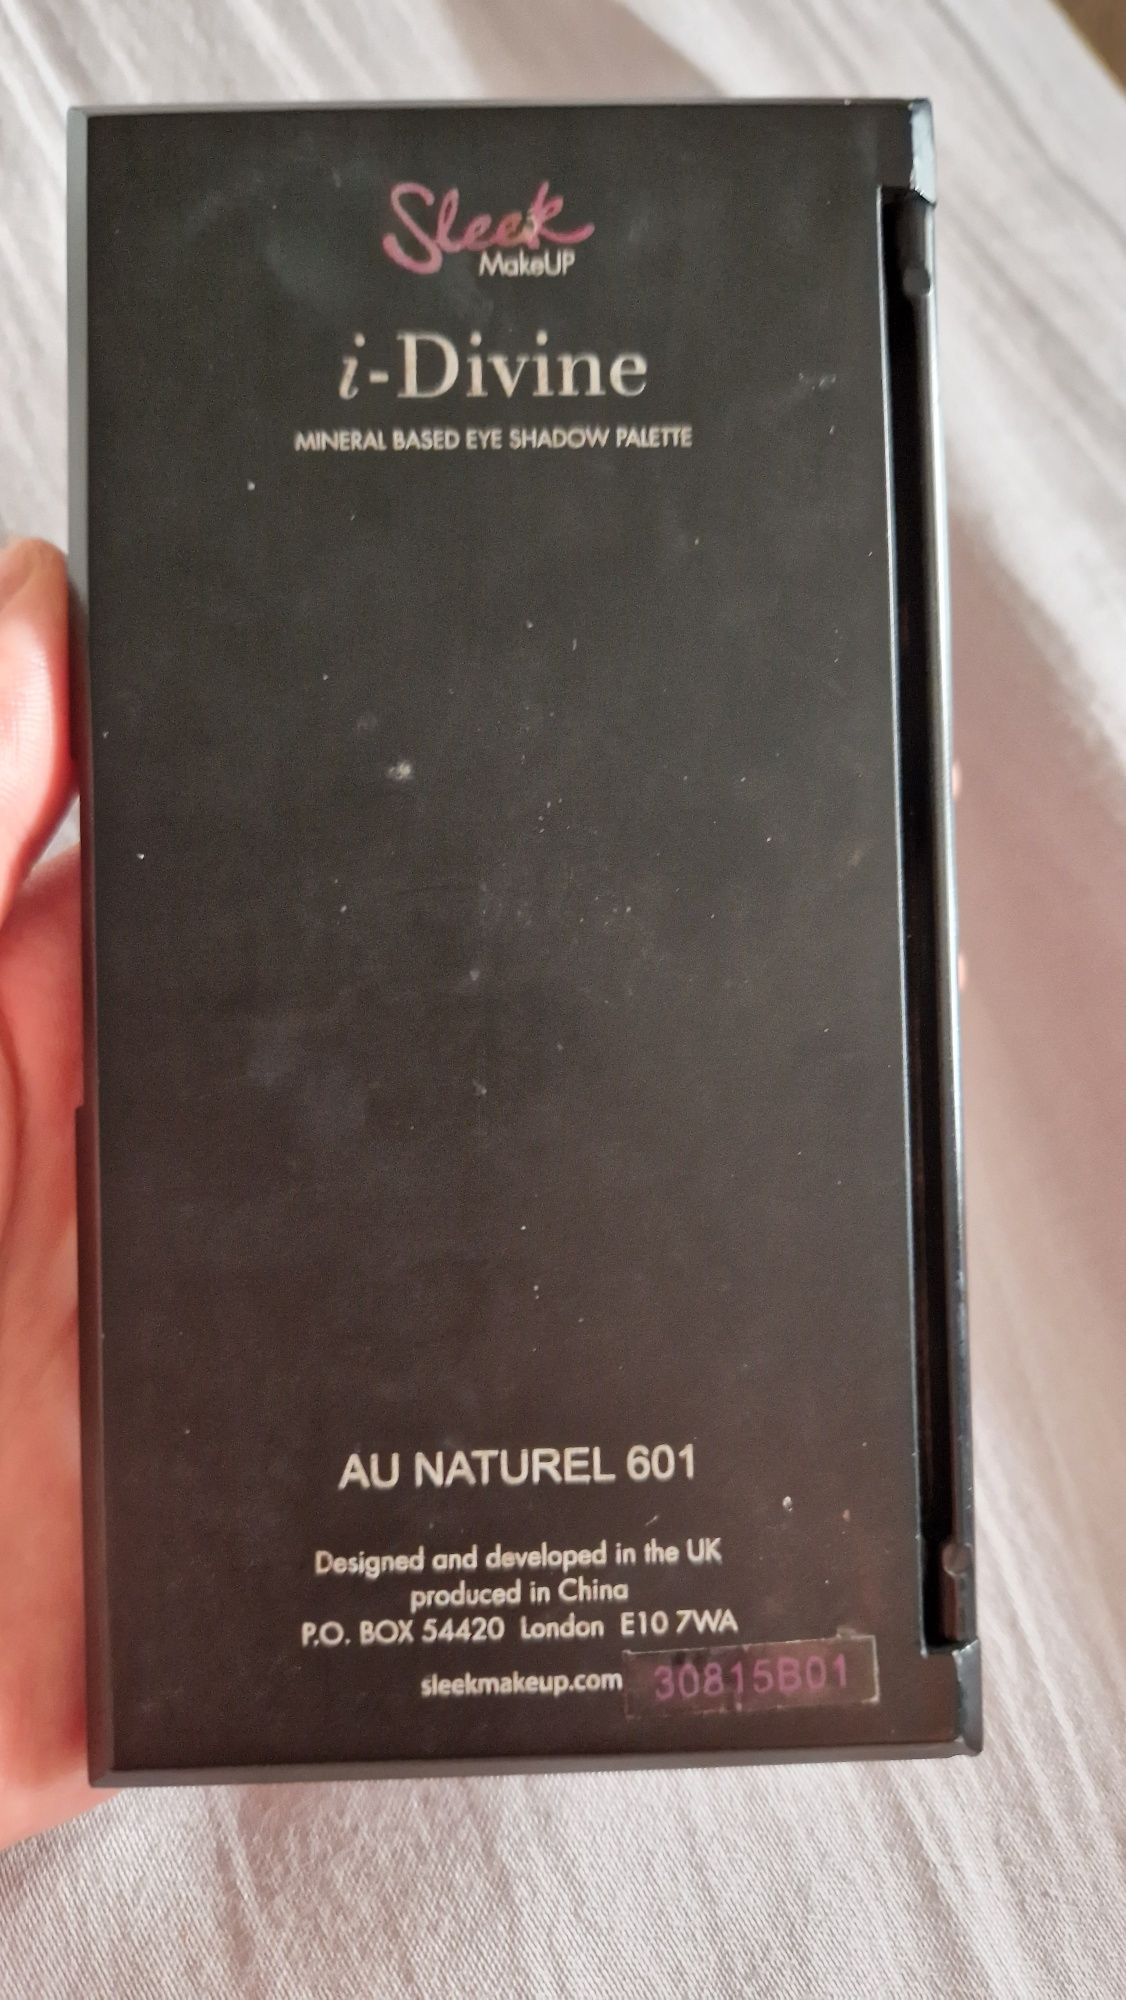 Sleek
MakeUP
i-Divine
MINERAL BASED EYE SHADOW PALETTE
AU NATUREL 601
Designed and developed in the UK
produced in China
P.O. BOX 54420 London E10 7WA
sleekmakeup.com 30815B01